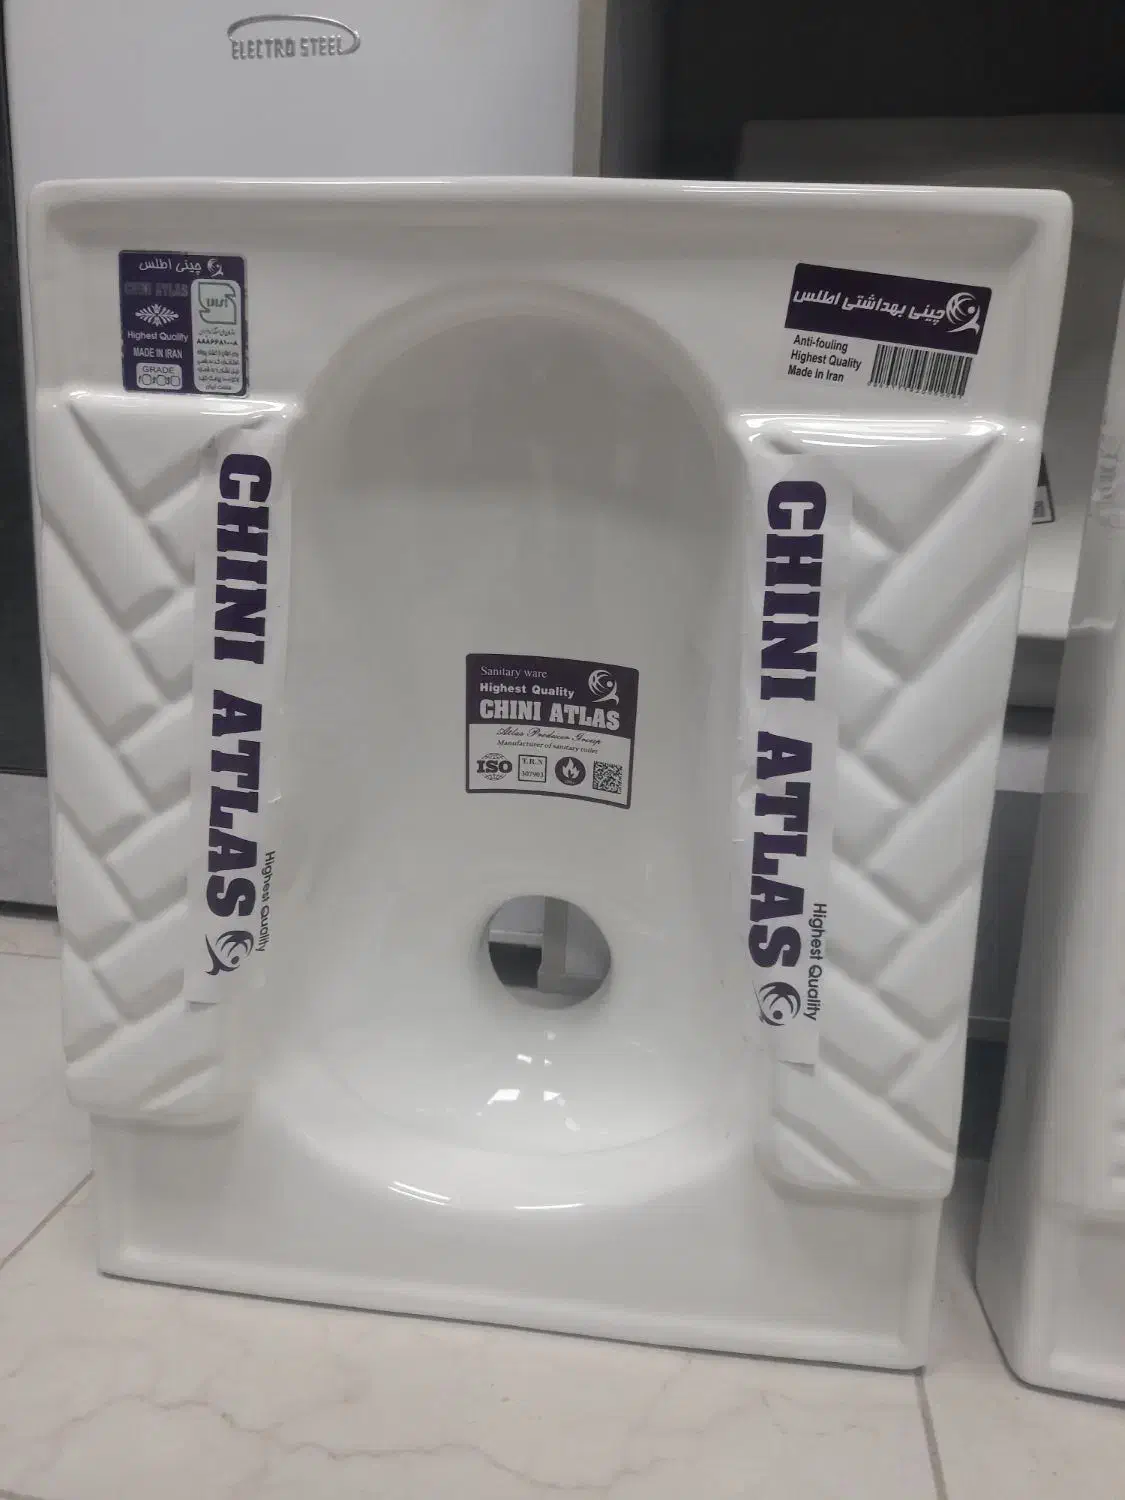 ELECTRO STEEL
چینی اطلس
CHINI ATLAS
Highest Quality
MADE IN IRAN
GRADE
چینی بهداشتی اطلس
Anti-fouling
Highest Quality
Made in Iran
CHINI ATLAS
Highest Quality
Sanitary ware
Highest Quality
CHINI ATLAS
Atlas Producer Group
Manufacturer of sanitary toilet
ISO
T.R.N
307903
CHINI ATLAS
Highest Quality